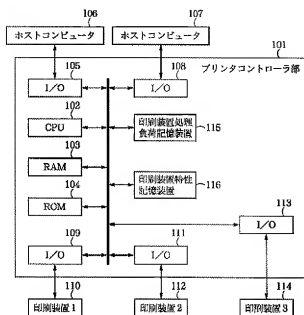 106
107
ホストコンピュータ
ホストコンピュータ
101
プリンタコントローラ部
105
I/O
108
I/O
102
CPU
印刷装置処理
負荷記憶装置
115
103
RAM
印刷装置特性
記憶装置
116
104
ROM
113
I/O
109
I/O
111
I/O
110
印刷装置1
112
印刷装置2
114
印刷装置3